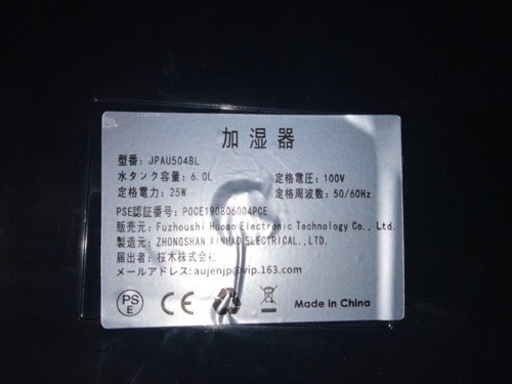 加湿器
型番: JPAU504BL
水タンク容量: 6.0L 定格電圧: 100V
定格電力: 25W 定格周波数: 50/60Hz
PSE認証番号: POCE190806004PCE
販売元: Fuzhoushi Electronic Technology Co., Ltd.
製造元: ZHONGSHAN XINHAO ELECTRICAL., LTD.
届出者: 桜木株式会社
メールアドレス: aujenjp@vip.163.com
PS E CE Made in China